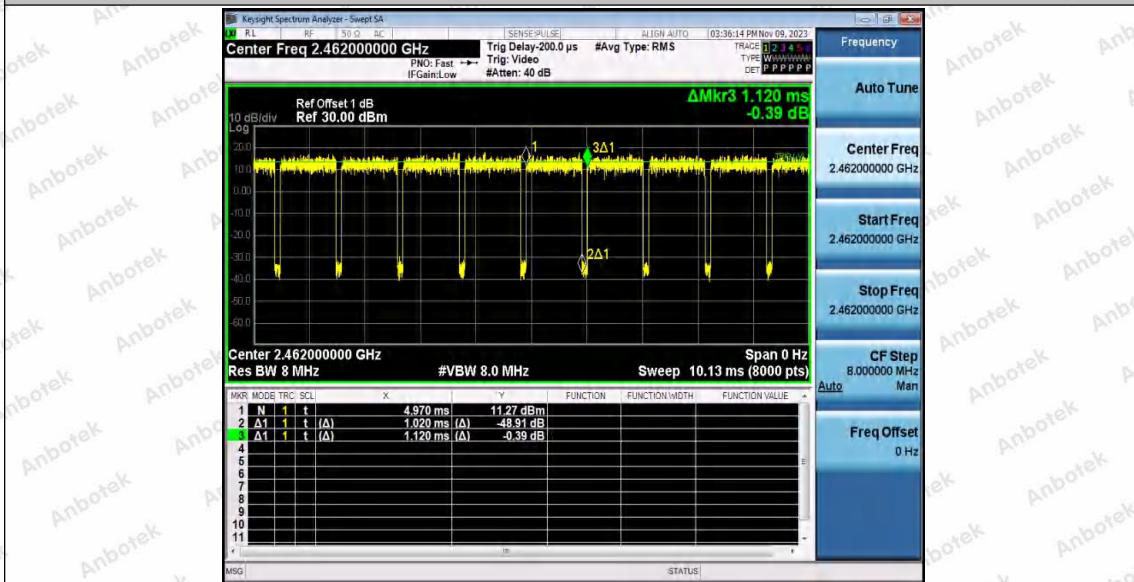 Keysight Spectrum Analyzer - Swept SA
RL RF 50 Ω AC SENSE:PULSE ALIGN AUTO 03:36:14 PM Nov 09, 2023
Center Freq 2.462000000 GHz
PNO: Fast
IFGain:Low
Trig Delay-200.0 µs
Trig: Video
#Atten: 40 dB
#Avg Type: RMS
TRACE 1 2 3 4 5 6
TYPE WWWWWW
DET P P P P P P
ΔMkr3 1.120 ms
-0.39 dB
Ref Offset 1 dB
10 dB/div Ref 30.00 dBm
Log
20.0
10.0
0.00
-10.0
-20.0
-30.0
-40.0
-50.0
-60.0
1
3Δ1
2Δ1
Center 2.462000000 GHz Span 0 Hz
Res BW 8 MHz #VBW 8.0 MHz Sweep 10.13 ms (8000 pts)
MKR MODE TRC SCL X Y FUNCTION FUNCTION WIDTH FUNCTION VALUE
1 N 1 t 4.970 ms 11.27 dBm
2 Δ1 1 t (Δ) 1.020 ms (Δ) -48.91 dB
3 Δ1 1 t (Δ) 1.120 ms (Δ) -0.39 dB
4
5
6
7
8
9
10
11
MSG STATUS
Frequency
Auto Tune
Center Freq
2.462000000 GHz
Start Freq
2.462000000 GHz
Stop Freq
2.462000000 GHz
CF Step
8.000000 MHz
Auto Man
Freq Offset
0 Hz
Anbotek